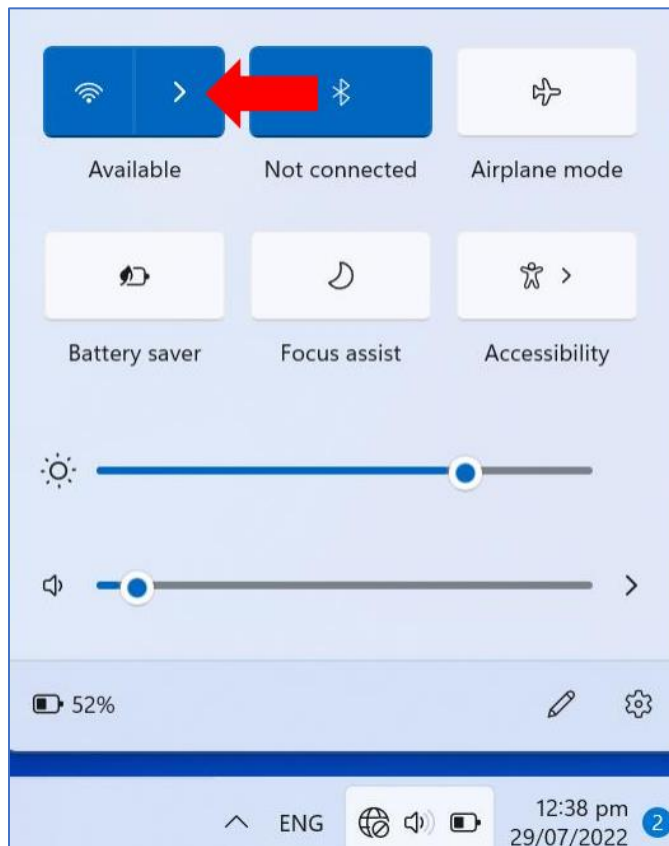 Available Not connected Airplane mode
Battery saver Focus assist Accessibility
52%
ENG 12:38 pm
29/07/2022 2